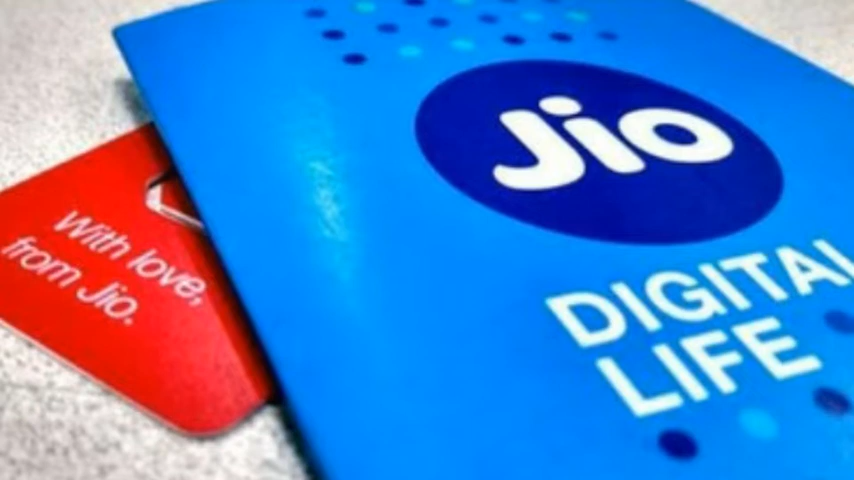 Jio
DIGITAL
LIFE
With love,
from Jio.